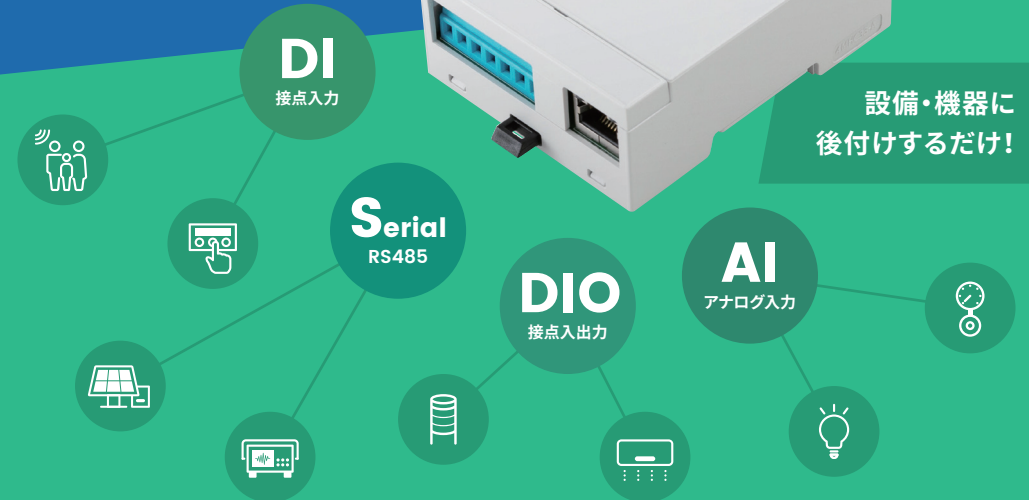 DI
接点入力
設備・機器に
後付けするだけ！
Serial
RS485
DIO
接点入出力
AI
アナログ入力